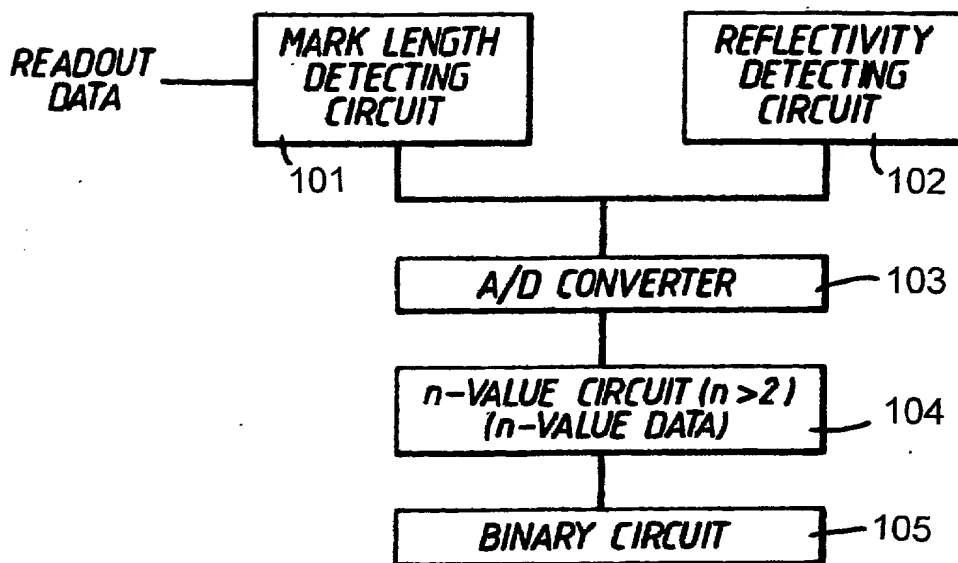 READOUT
DATA
MARK LENGTH
DETECTING
CIRCUIT
101
REFLECTIVITY
DETECTING
CIRCUIT
102
A/D CONVERTER
103
n-VALUE CIRCUIT (n>2)
(n-VALUE DATA)
104
BINARY CIRCUIT
105